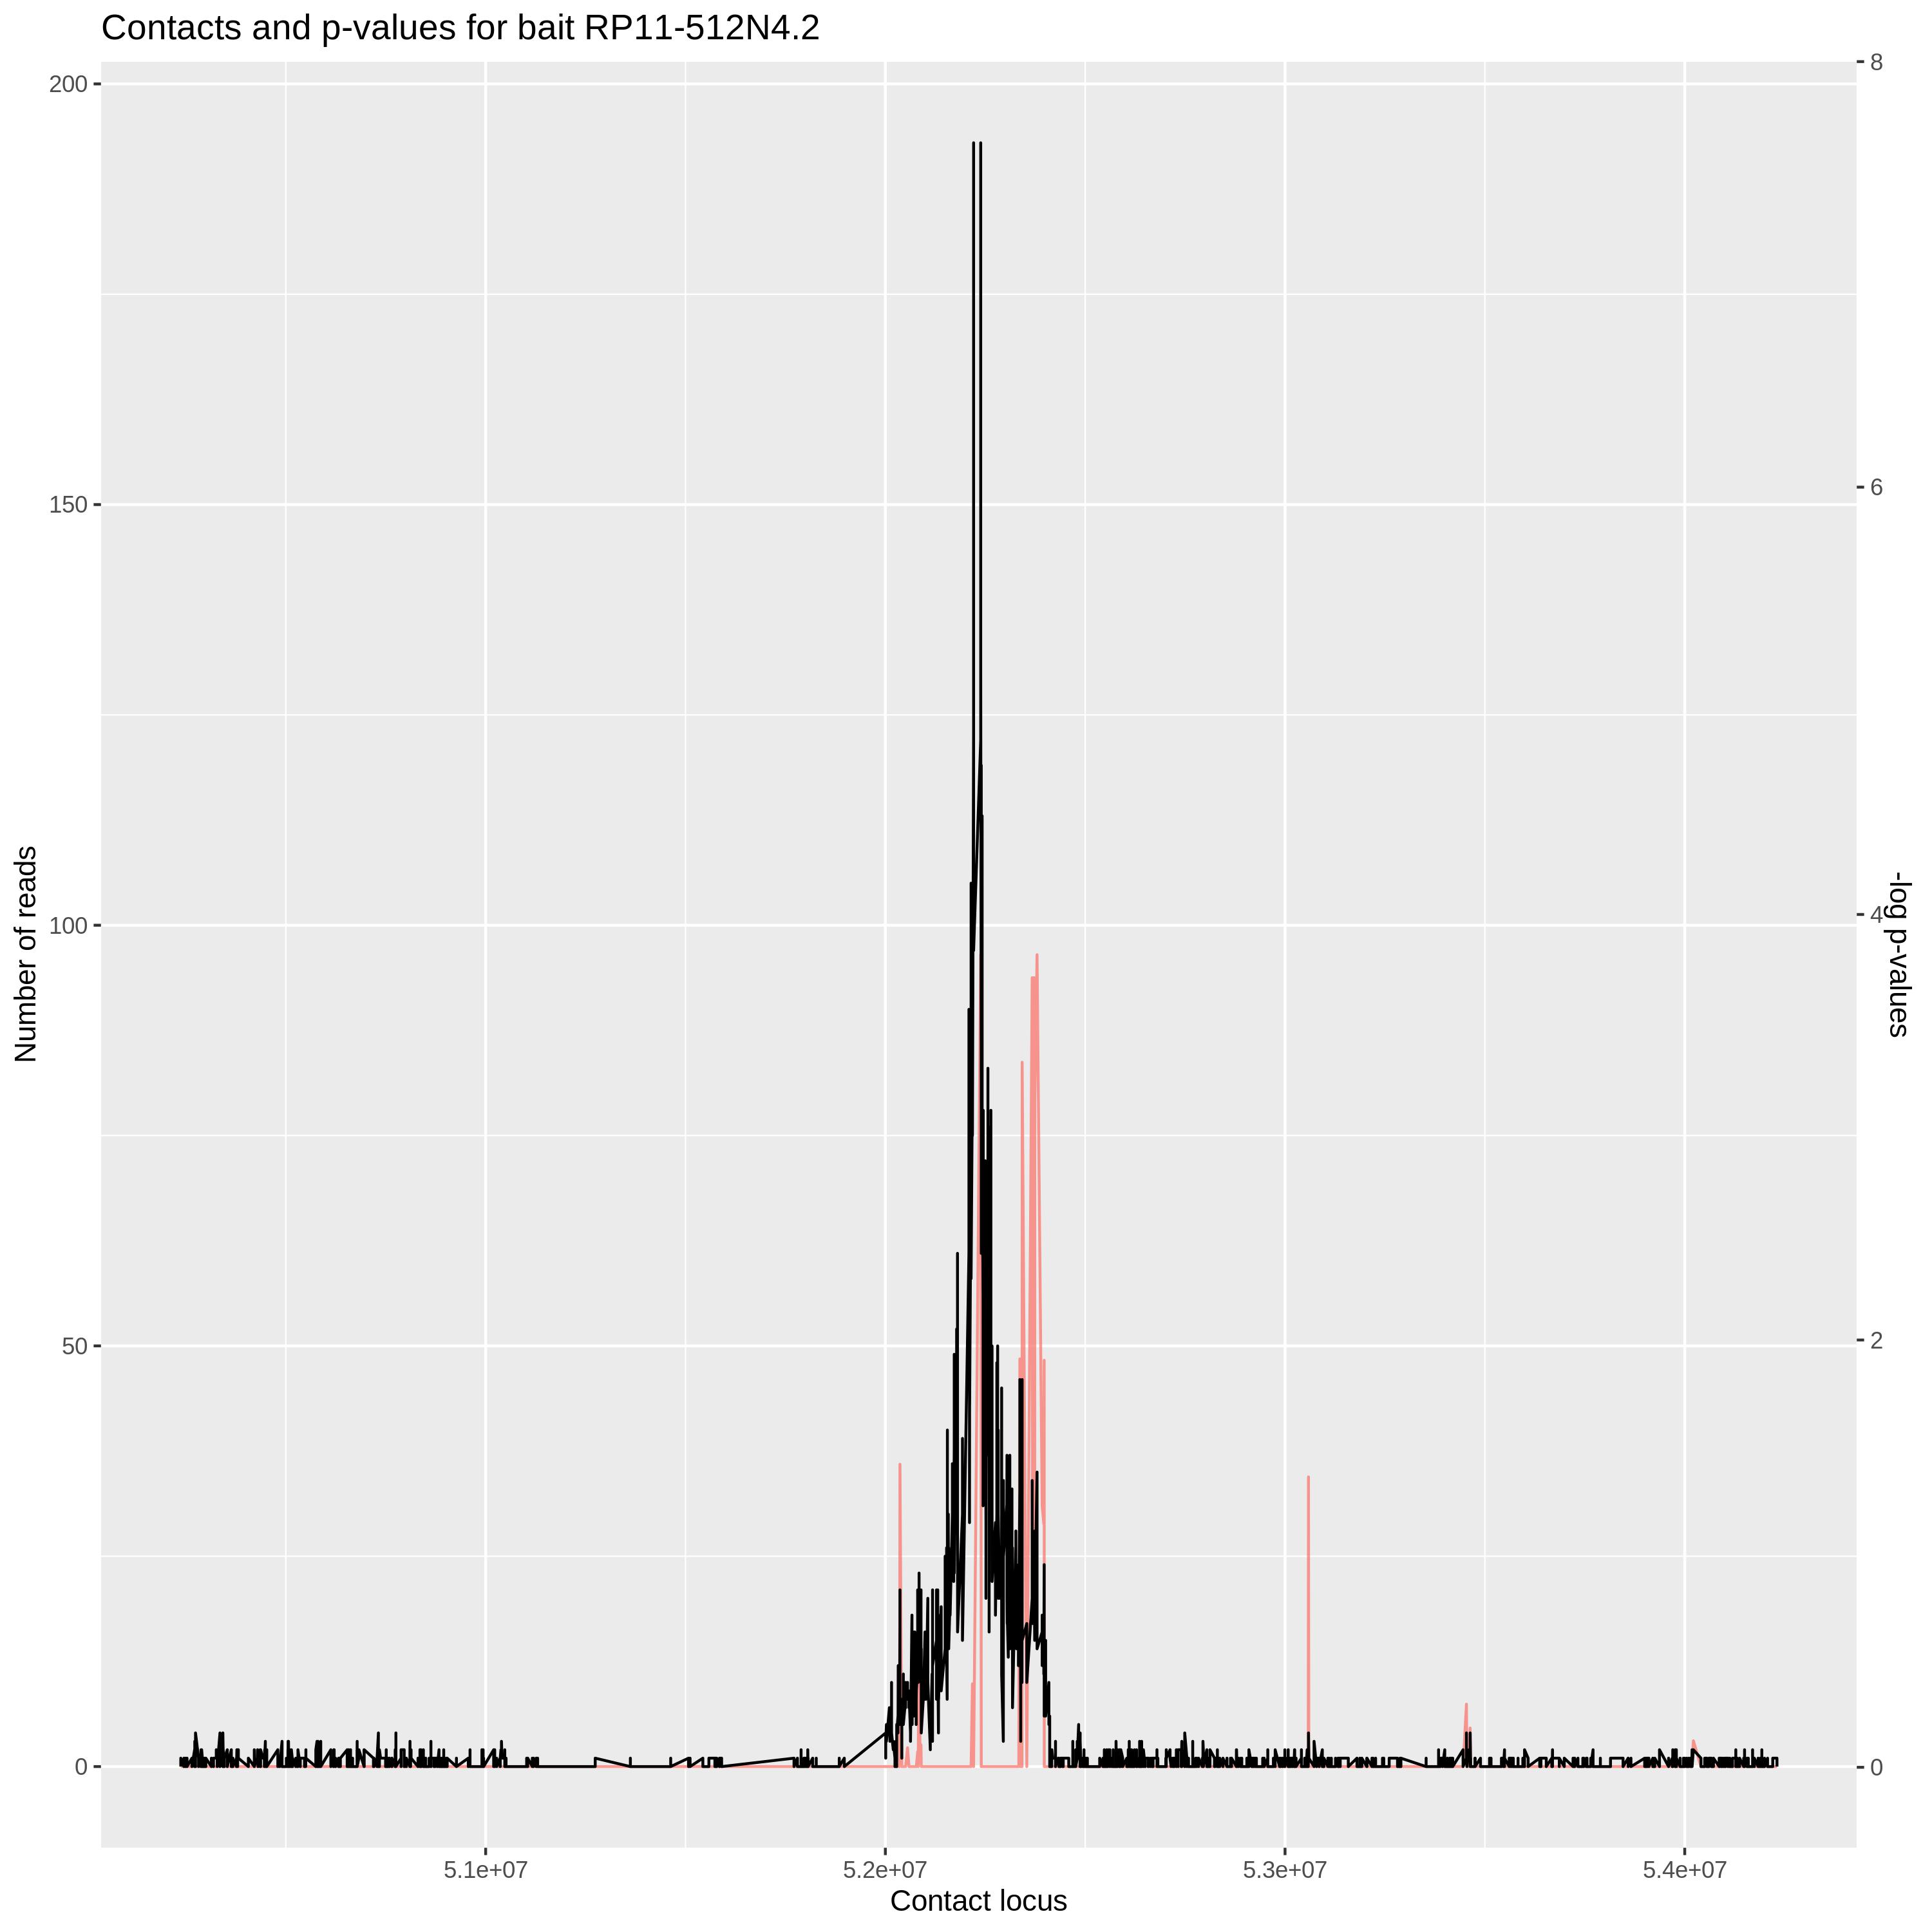 Contacts and p-values for bait RP11-512N4.2
200
150
100
50
0
Number of reads
8
6
4
2
0
-log p-values
5.1e+07
5.2e+07
5.3e+07
5.4e+07
Contact locus